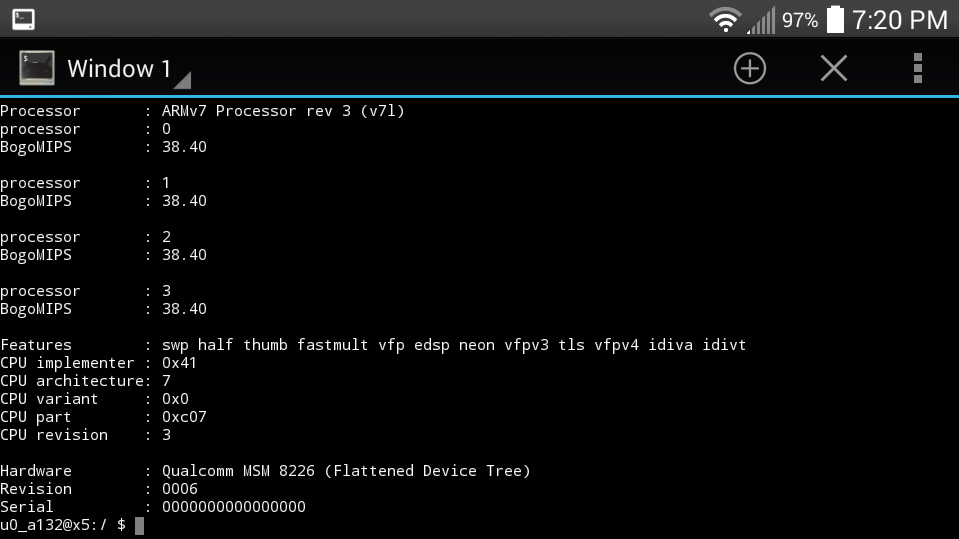 97% 7:20 PM
Window 1
Processor : ARMv7 Processor rev 3 (v7l)
processor : 0
BogoMIPS : 38.40
processor : 1
BogoMIPS : 38.40
processor : 2
BogoMIPS : 38.40
processor : 3
BogoMIPS : 38.40
Features : swp half thumb fastmult vfp edsp neon vfpv3 tls vfpv4 idiva idivt
CPU implementer : 0x41
CPU architecture: 7
CPU variant : 0x0
CPU part : 0xc07
CPU revision : 3
Hardware : Qualcomm MSM 8226 (Flattened Device Tree)
Revision : 0006
Serial : 0000000000000000
u0_a132@x5:/ $